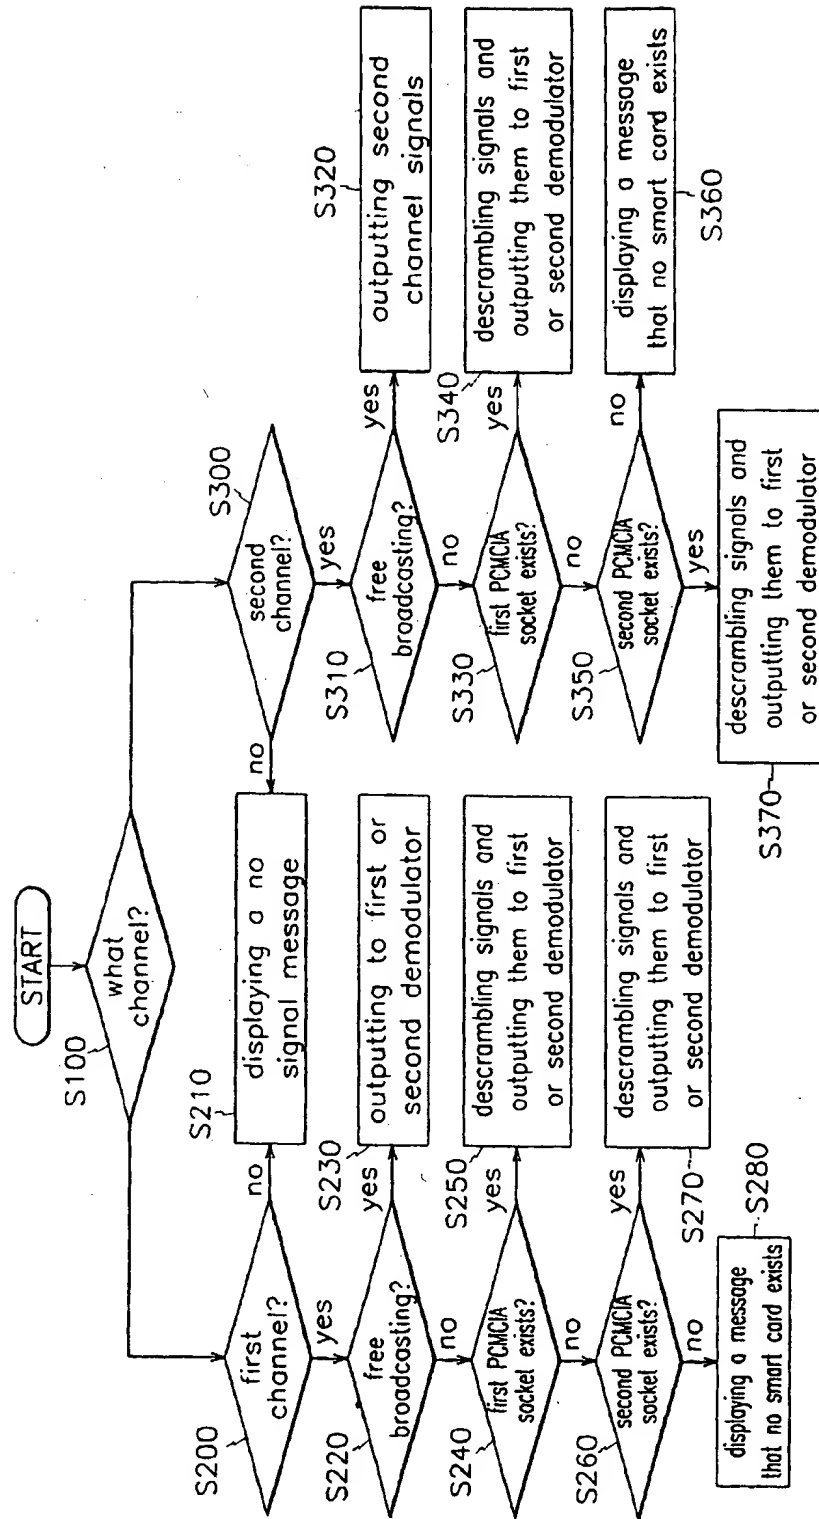 START
S100
what
channel?
S200
first
channel?
no
yes
S210
displaying a no
signal message
no
S300
second
channel?
yes
S220
free
broadcasting?
yes
no
S230
outputting to first or
second demodulator
S310
free
broadcasting?
yes
no
S320
outputting second
channel signals
S240
first PCMCIA
socket exists?
yes
no
S250
descrambling signals and
outputting them to first
or second demodulator
S330
first PCMCIA
socket exists?
yes
no
S340
descrambling signals and
outputting them to first
or second demodulator
S260
second PCMCIA
socket exists?
yes
no
S270
descrambling signals and
outputting them to first
or second demodulator
S350
second PCMCIA
socket exists?
no
yes
displaying a message
that no smart card exists
S360
displaying a message
that no smart card exists
S280
S370
descrambling signals and
outputting them to first
or second demodulator